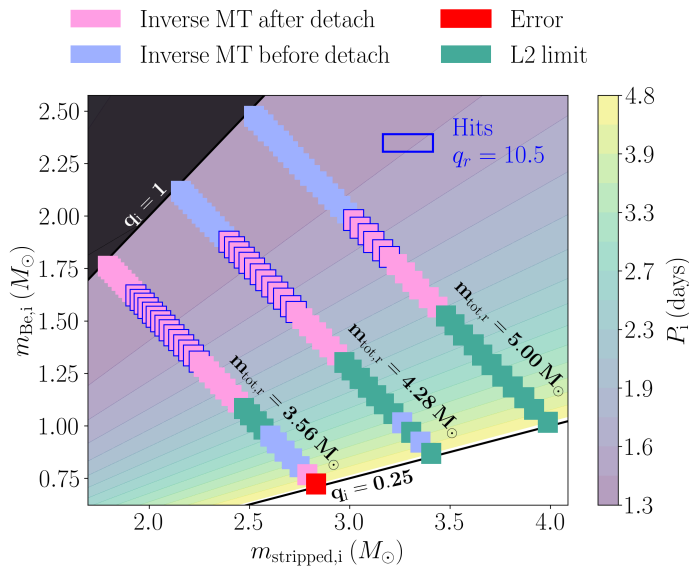 Inverse MT after detach
Error
Inverse MT before detach
L2 limit
Hits
q_r = 10.5
q_i = 1
m_tot,r = 5.00 M_⊙
m_tot,r = 4.28 M_⊙
m_tot,r = 3.56 M_⊙
q_i = 0.25
2.50
2.25
2.00
1.75
1.50
1.25
1.00
0.75
m_Be,i (M_⊙)
2.0 2.5 3.0 3.5 4.0
m_stripped,i (M_⊙)
4.8
3.9
3.3
2.7
2.3
1.9
1.6
1.3
P_i (days)